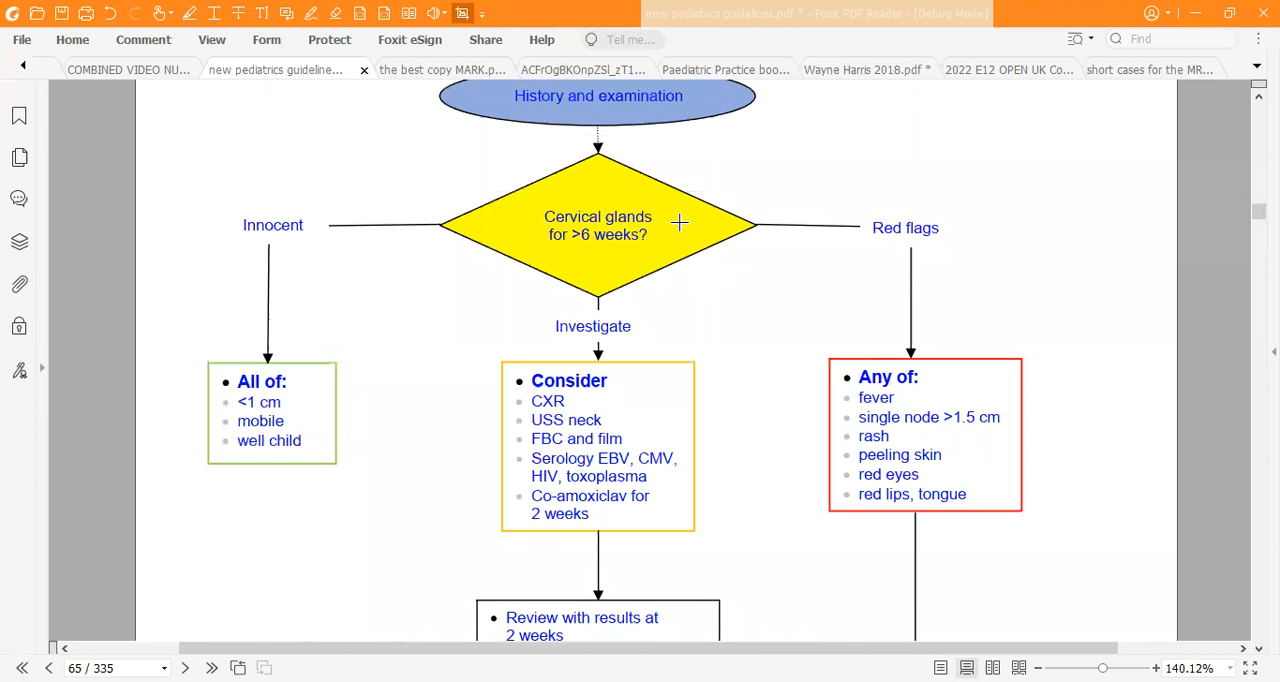 new pediatrics guidelines.pdf * - Foxit PDF Reader - [Debug Mode]
File Home Comment View Form Protect Foxit eSign Share Help Tell me... Find
COMBINED VIDEO NU... new pediatrics guideline... the best copy MARK.p... ACFrOgBKOnpZSl_zT1... Paediatric Practice boo... Wayne Harris 2018.pdf * 2022 E12 OPEN UK Co... short cases for the MR...
History and examination
Cervical glands
for >6 weeks?
Innocent
Red flags
Investigate
All of:
<1 cm
mobile
well child
Consider
CXR
USS neck
FBC and film
Serology EBV, CMV,
HIV, toxoplasma
Co-amoxiclav for
2 weeks
Any of:
fever
single node >1.5 cm
rash
peeling skin
red eyes
red lips, tongue
Review with results at
2 weeks
65 / 335
140.12%